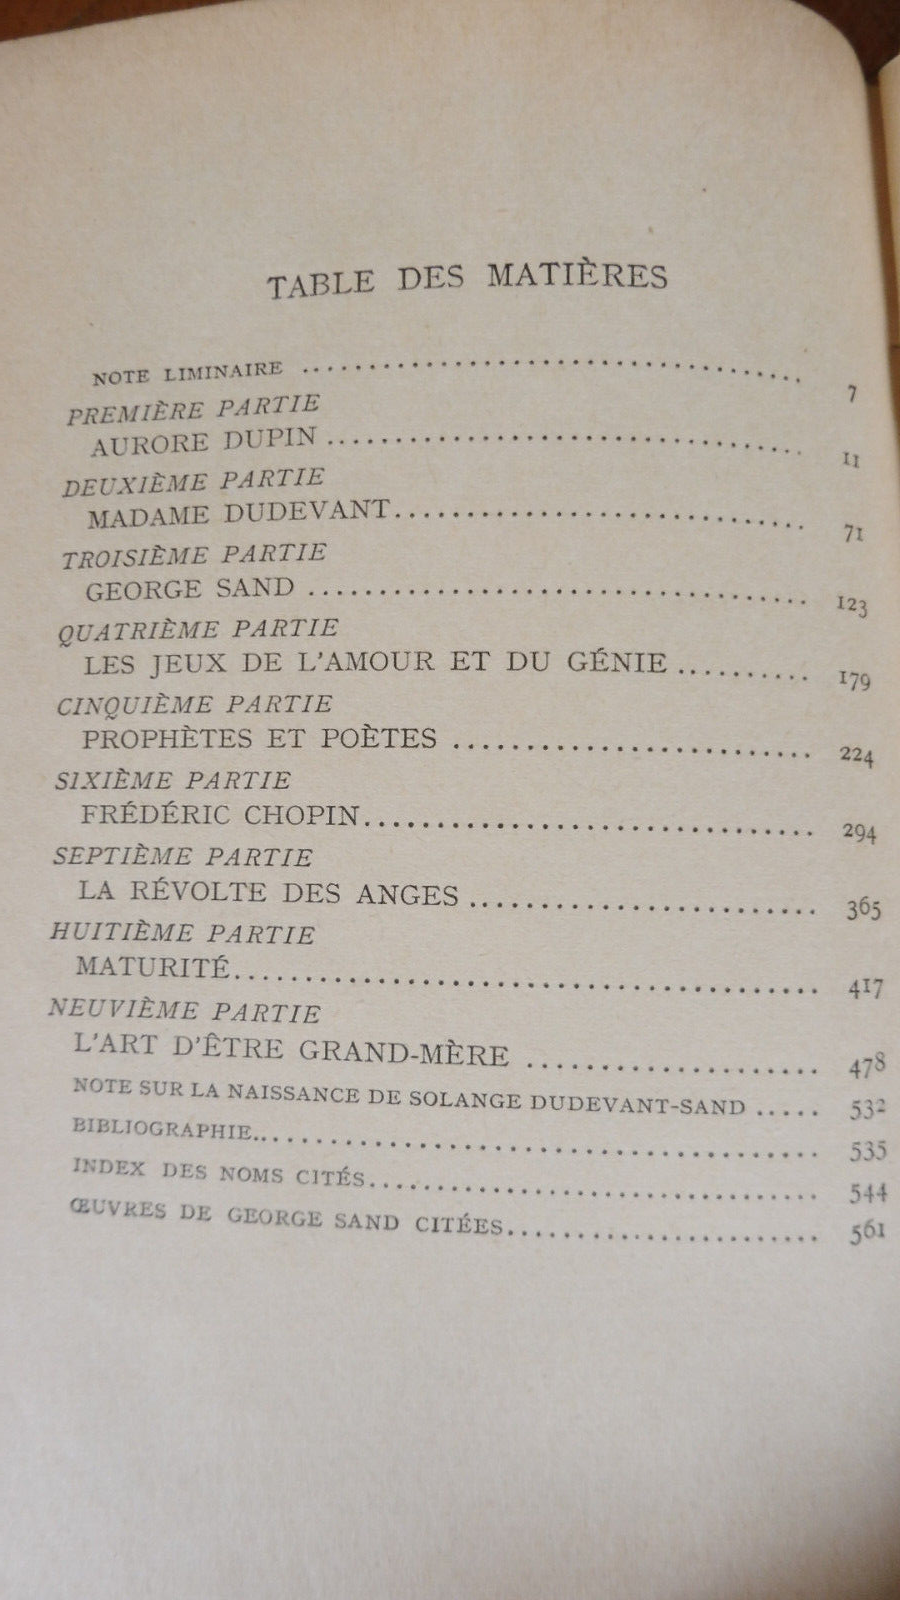 TABLE DES MATIÈRES
NOTE LIMINAIRE ........................................ 7
PREMIÈRE PARTIE
AURORE DUPIN ........................................ 11
DEUXIÈME PARTIE
MADAME DUDEVANT................................... 71
TROISIÈME PARTIE
GEORGE SAND ........................................ 123
QUATRIÈME PARTIE
LES JEUX DE L'AMOUR ET DU GÉNIE ........... 179
CINQUIÈME PARTIE
PROPHÈTES ET POÈTES ............................ 224
SIXIÈME PARTIE
FRÉDÉRIC CHOPIN................................... 294
SEPTIÈME PARTIE
LA RÉVOLTE DES ANGES ........................... 365
HUITIÈME PARTIE
MATURITÉ............................................. 417
NEUVIÈME PARTIE
L'ART D'ÊTRE GRAND-MÈRE ....................... 478
NOTE SUR LA NAISSANCE DE SOLANGE DUDEVANT-SAND ..... 532
BIBLIOGRAPHIE........................................ 535
INDEX DES NOMS CITÉS............................... 544
ŒUVRES DE GEORGE SAND CITÉES..................... 561